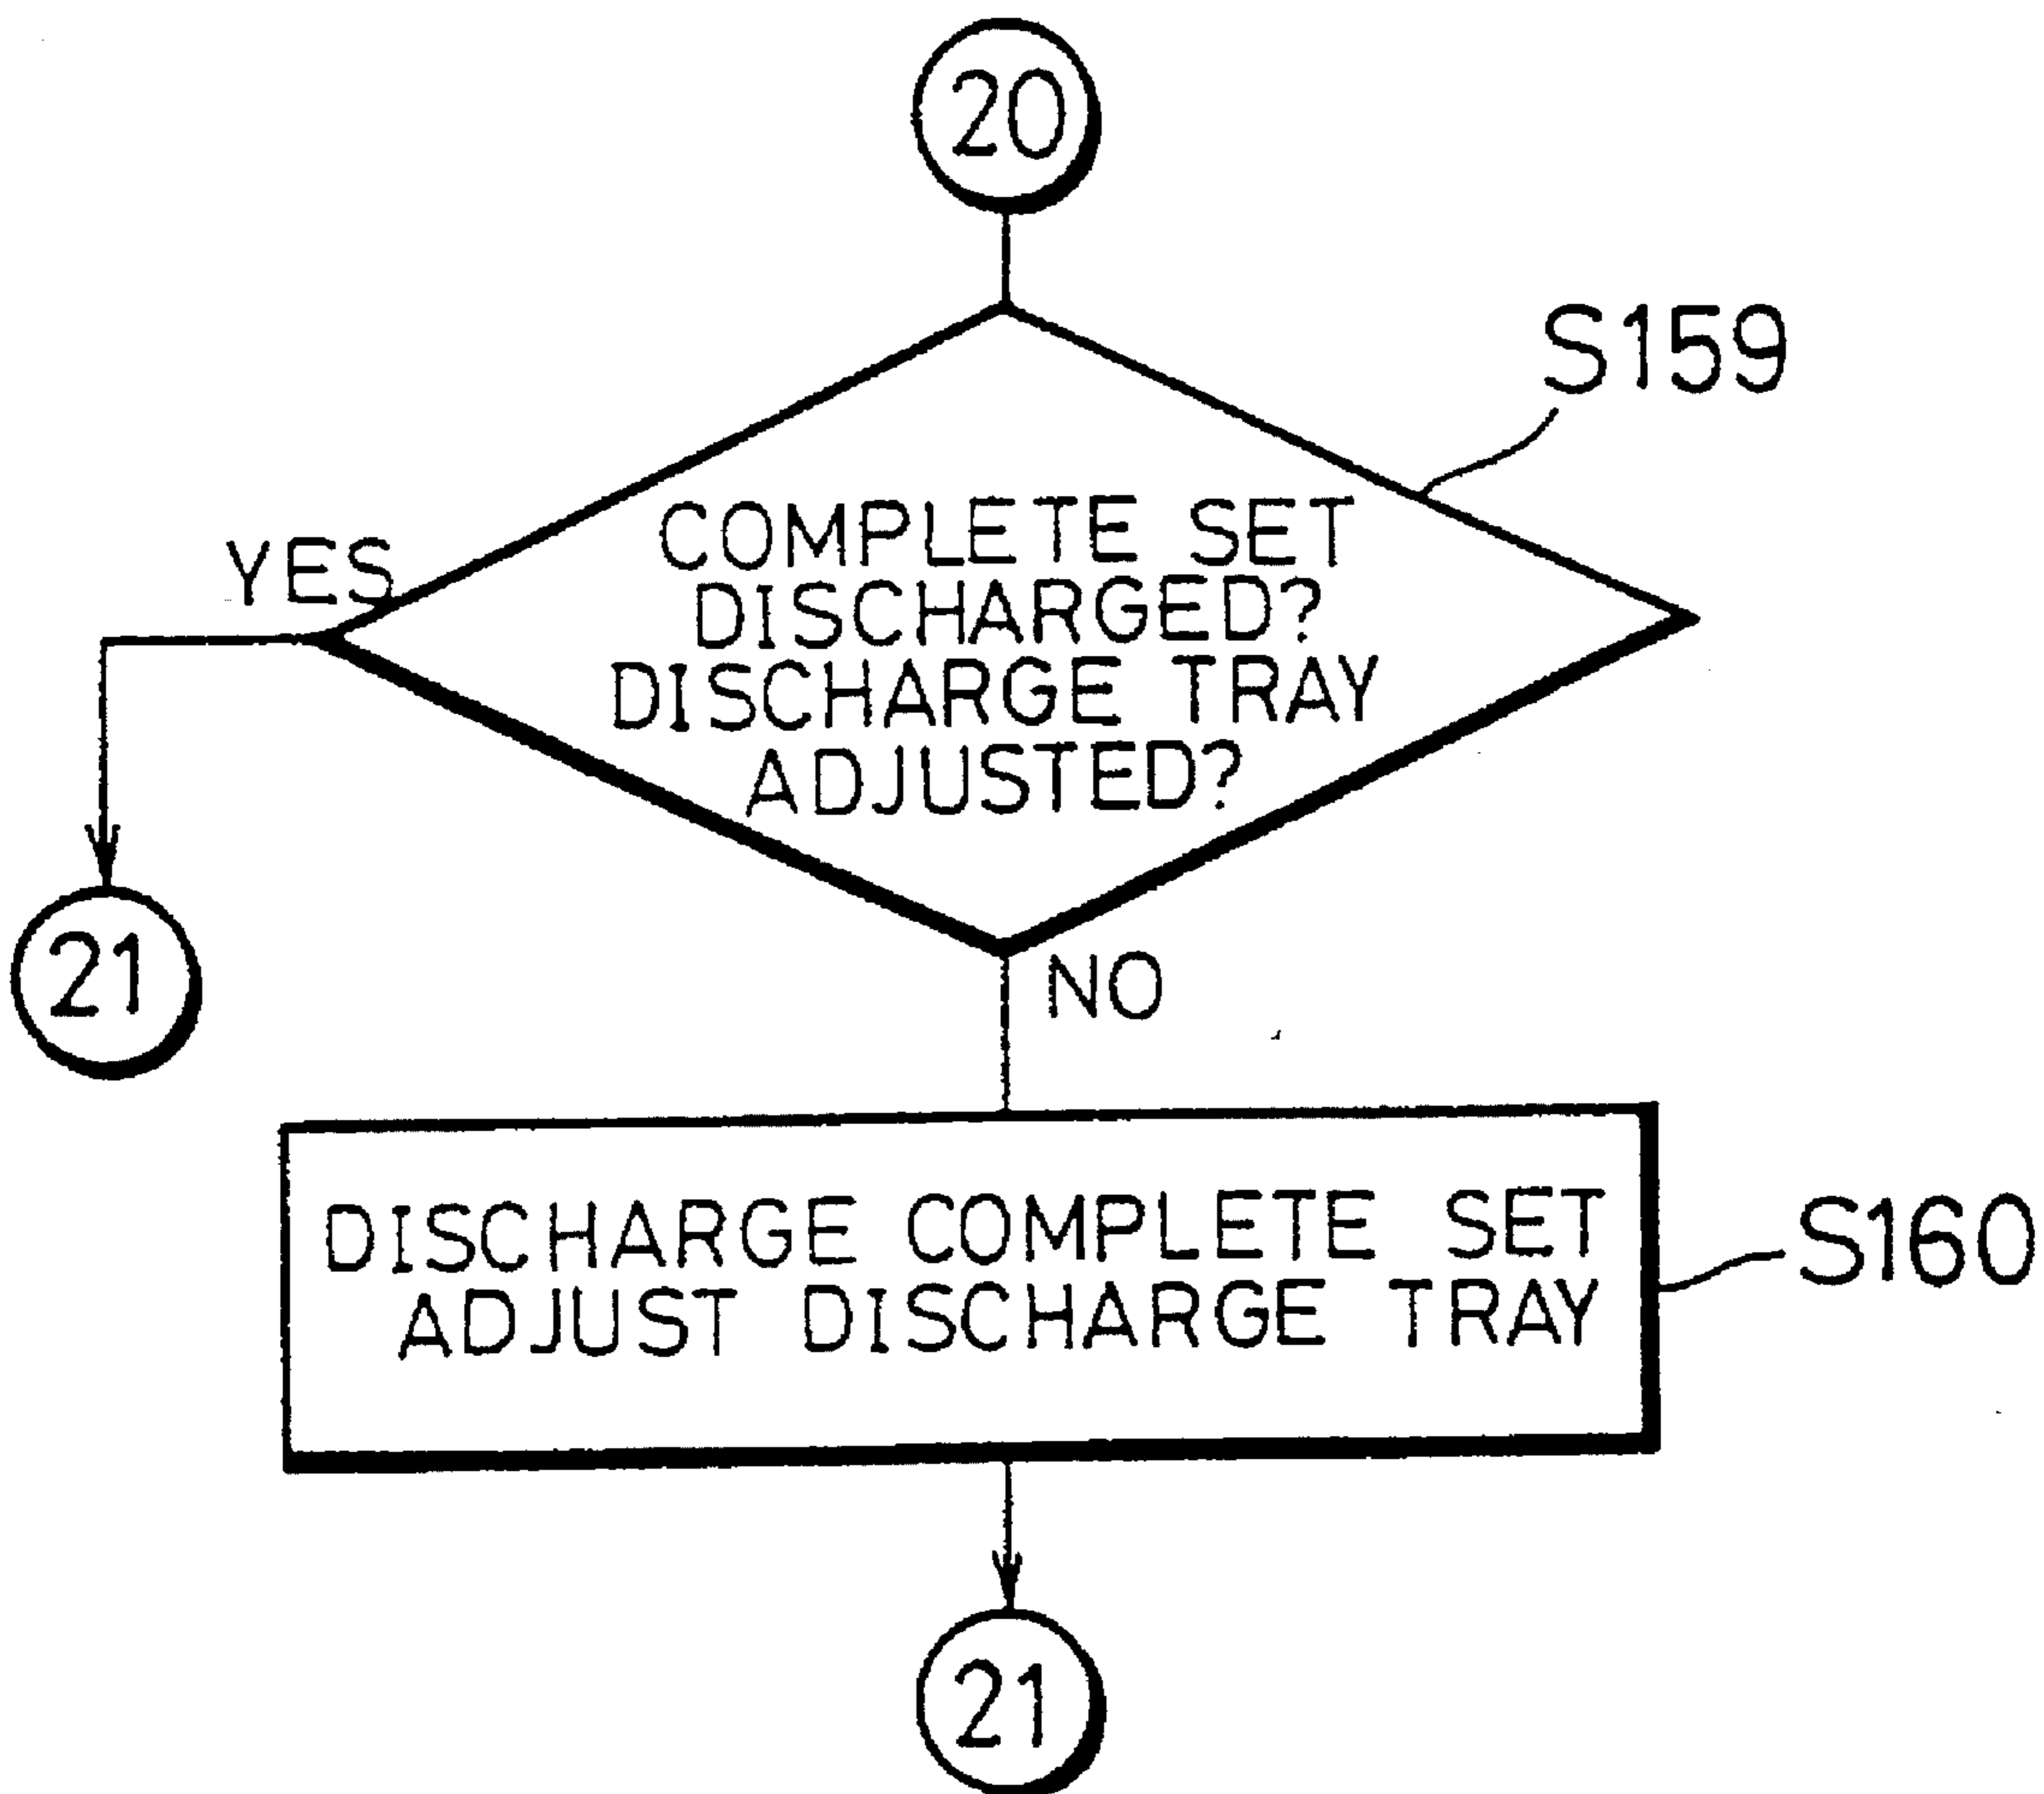 20
S159
COMPLETE SET
DISCHARGED?
DISCHARGE TRAY
ADJUSTED?
YES
21
NO
DISCHARGE COMPLETE SET
ADJUST DISCHARGE TRAY
S160
21